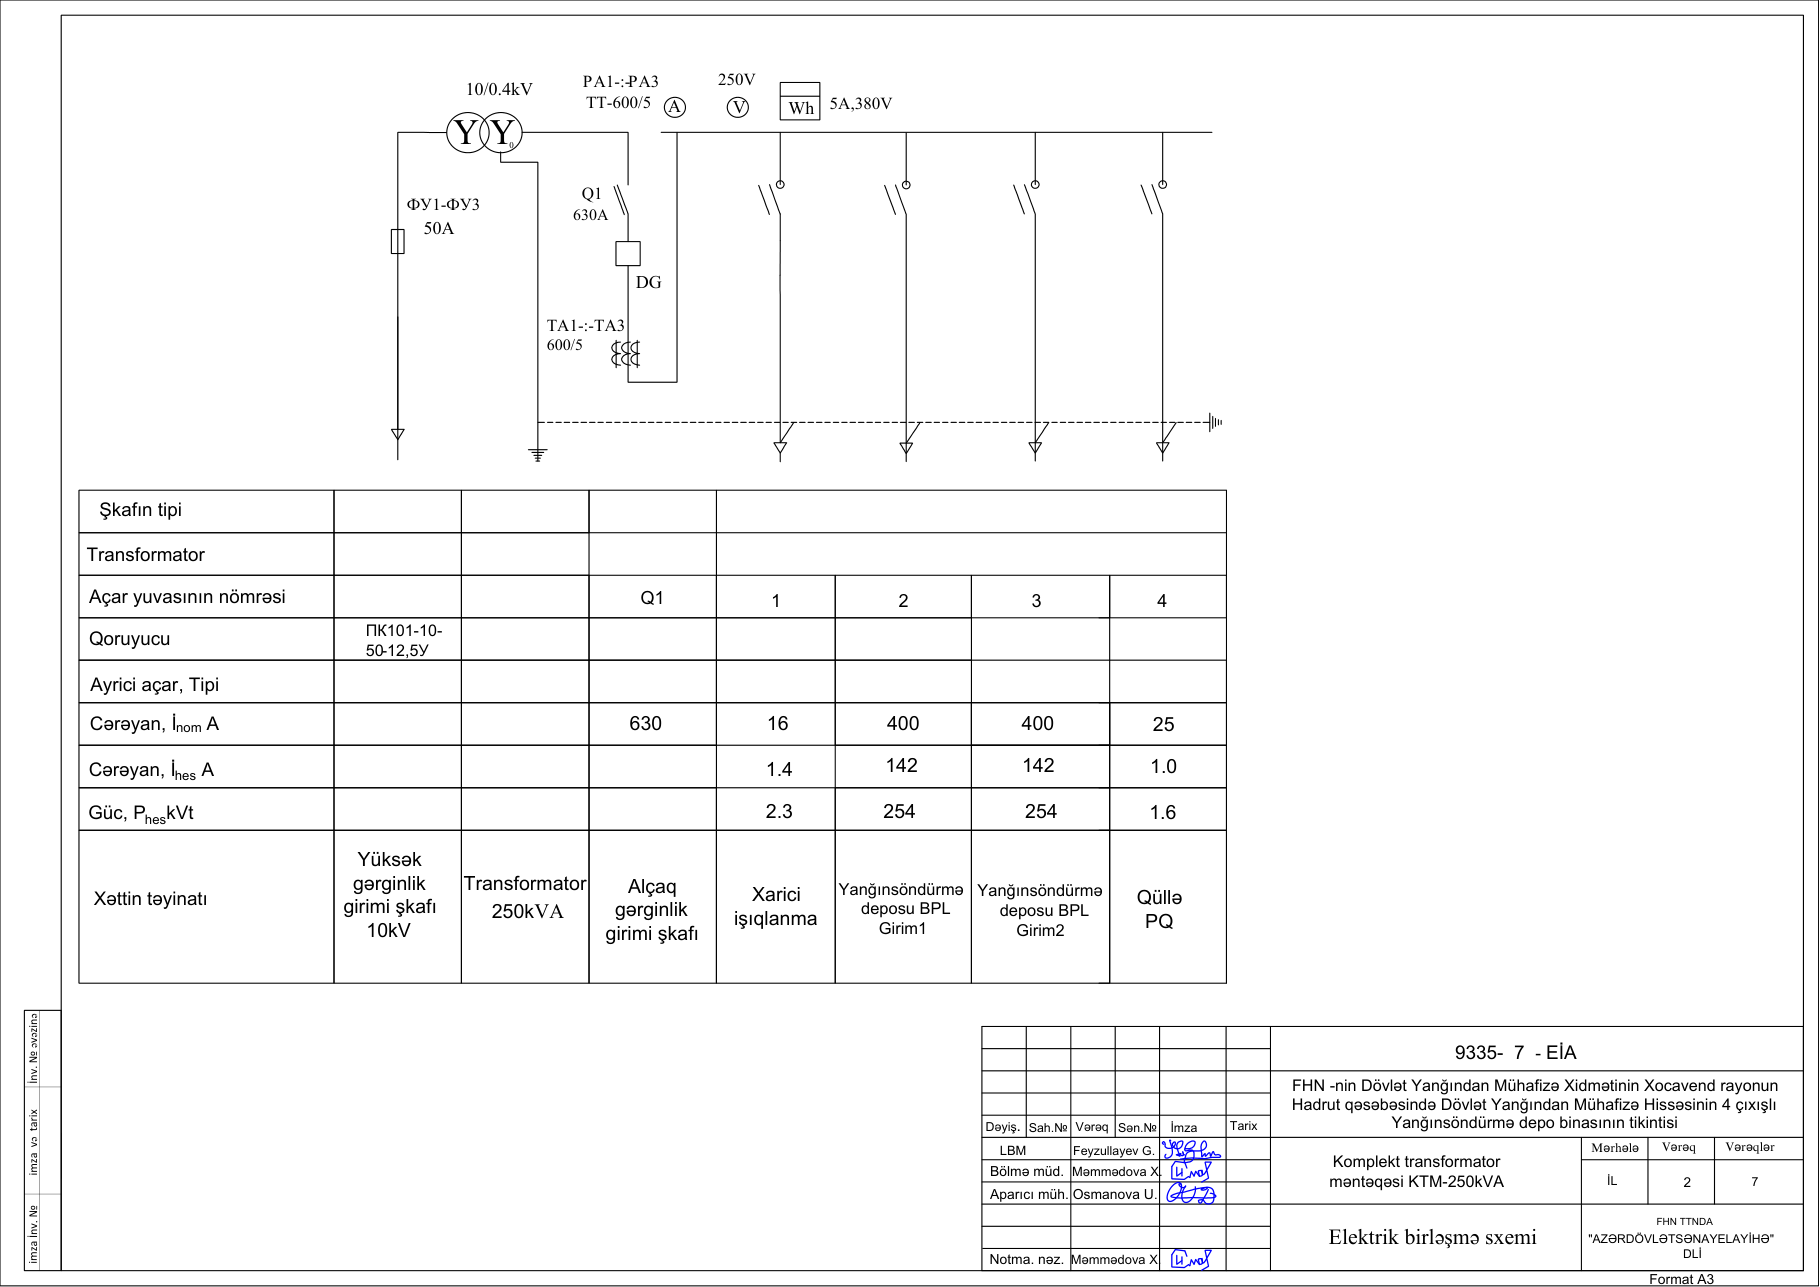 10/0.4kV
PA1-:-PA3
TT-600/5
A
250V
V
Wh
5A,380V
Y Y0
ФУ1-ФУ3
50A
Q1
630A
DG
TA1-:-TA3
600/5
Şkafın tipi
Transformator
Açar yuvasının nömrəsi Q1 1 2 3 4
Qoruyucu
ПК101-10-
50-12,5У
Ayrici açar, Tipi
Cərəyan, İnom A 630 16 400 400 25
Cərəyan, İhes A 1.4 142 142 1.0
Güc, PheskVt 2.3 254 254 1.6
Xəttin təyinatı
Yüksək
gərginlik
girimi şkafı
10kV
Transformator
250kVA
Alçaq
gərginlik
girimi şkafı
Xarici
işıqlanma
Yanğınsöndürmə
deposu BPL
Girim1
Yanğınsöndürmə
deposu BPL
Girim2
Qüllə
PQ
İnv. № əvəzinə
imza və tarix
imza İnv. №
9335- 7 - EİA
FHN -nin Dövlət Yanğından Mühafizə Xidmətinin Xocavend rayonun
Hadrut qəsəbəsində Dövlət Yanğından Mühafizə Hissəsinin 4 çıxışlı
Yanğınsöndürmə depo binasının tikintisi
Dəyiş. Sah.№ Vərəq Sən.№ İmza Tarix
LBM Feyzullayev G.
Bölmə müd. Məmmədova X.
Aparıcı müh. Osmanova U.
Notma. nəz. Məmmədova X.
Komplekt transformator
məntəqəsi KTM-250kVA
Mərhələ Vərəq Vərəqlər
İL 2 7
Elektrik birləşmə sxemi
FHN TTNDA
"AZƏRDÖVLƏTSƏNAYELAYİHƏ"
DLİ
Format A3